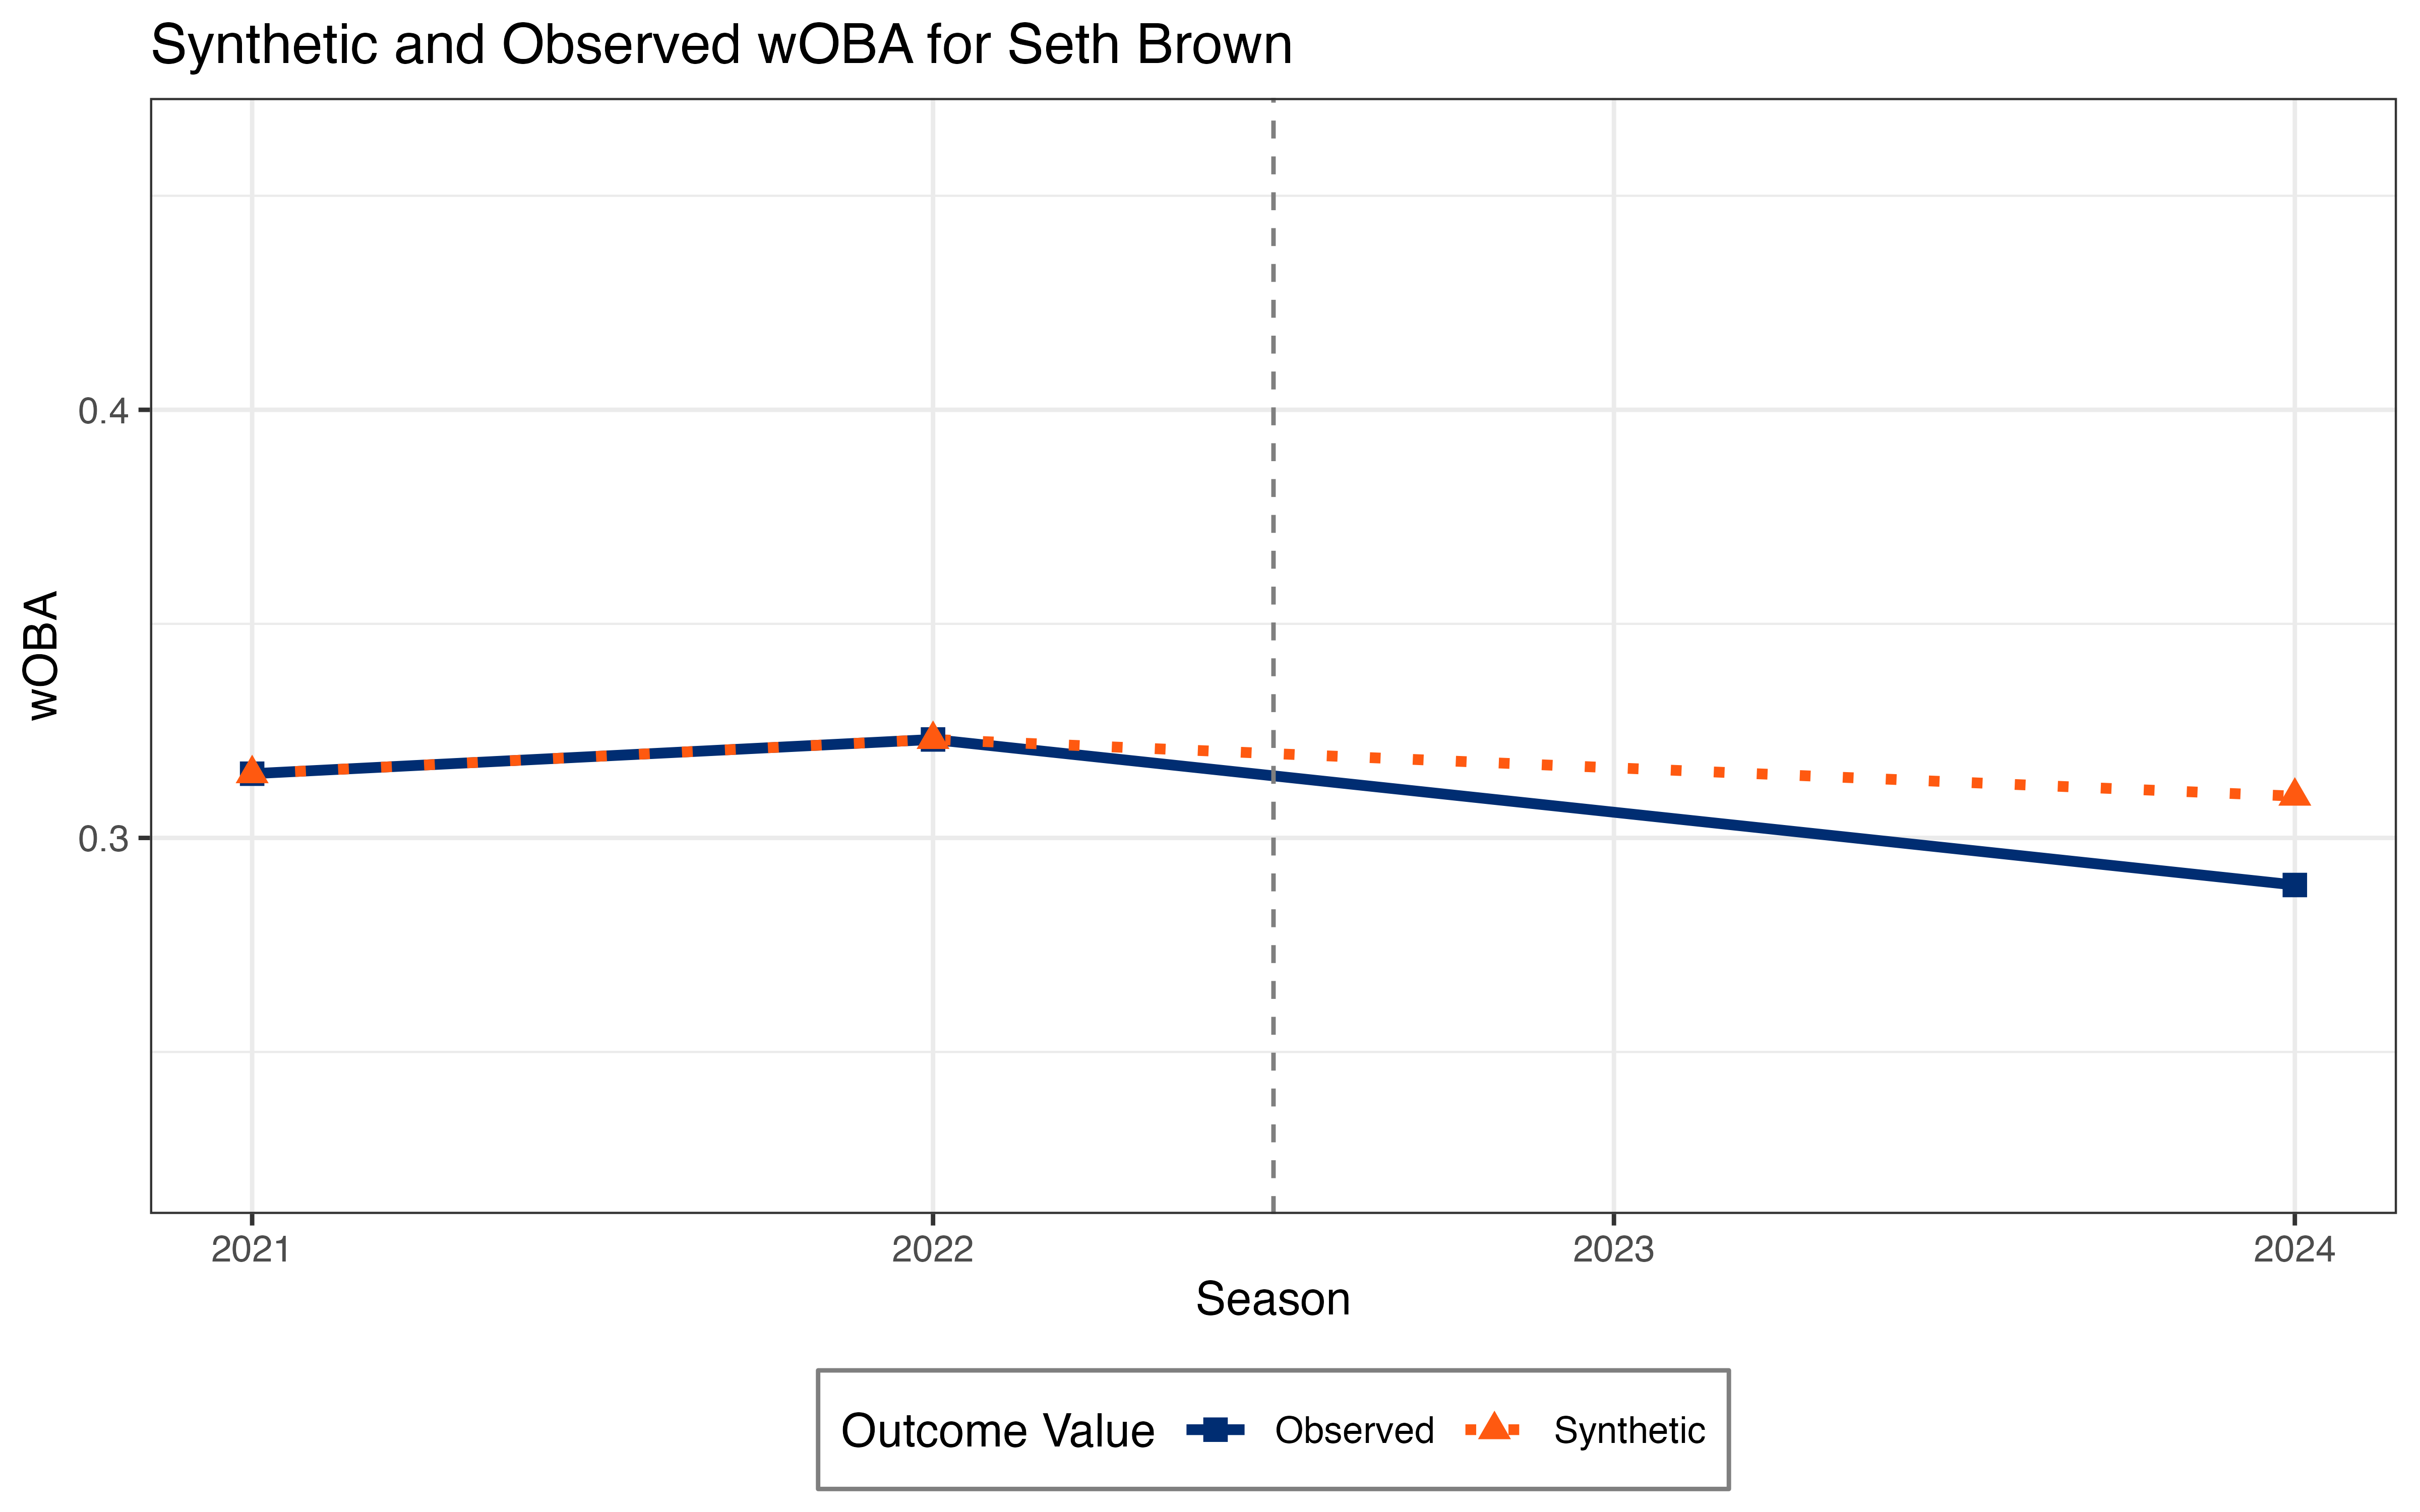 Synthetic and Observed wOBA for Seth Brown
wOBA
0.4
0.3
2021 2022 2023 2024
Season
Outcome Value Observed Synthetic